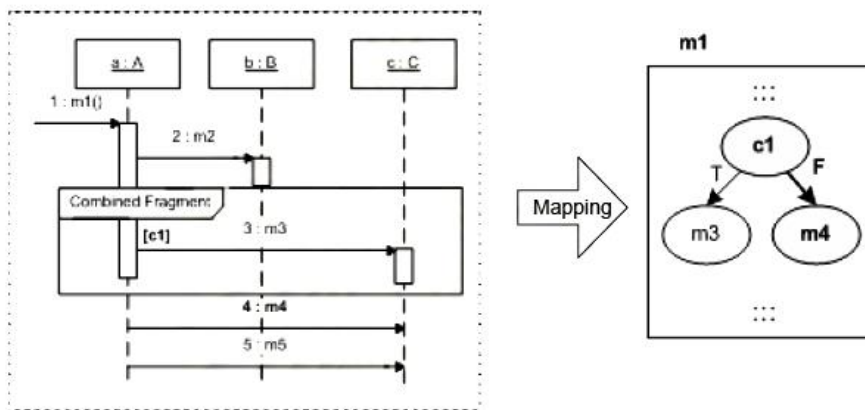 a : A
b : B
c : C
1 : m1()
2 : m2
Combined Fragment
[c1]
3 : m3
4 : m4
5 : m5
Mapping
m1
c1
T
F
m3
m4